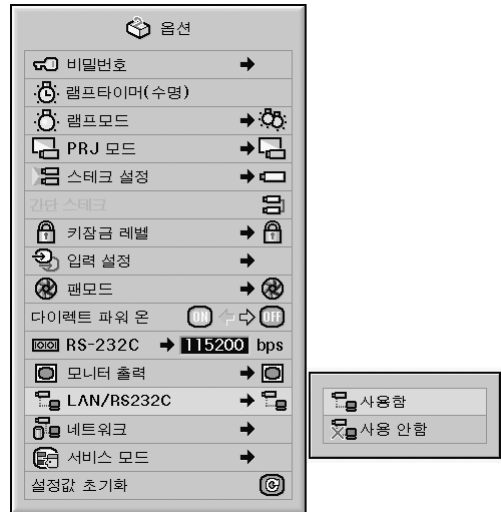 옵션
비밀번호
램프타이머(수명)
램프모드
PRJ 모드
스테크 설정
간단 스테크
키잠금 레벨
입력 설정
팬모드
다이렉트 파워 온 ON OFF
RS-232C 115200 bps
모니터 출력
LAN/RS232C
네트워크
서비스 모드
설정값 초기화
사용함
사용 안함